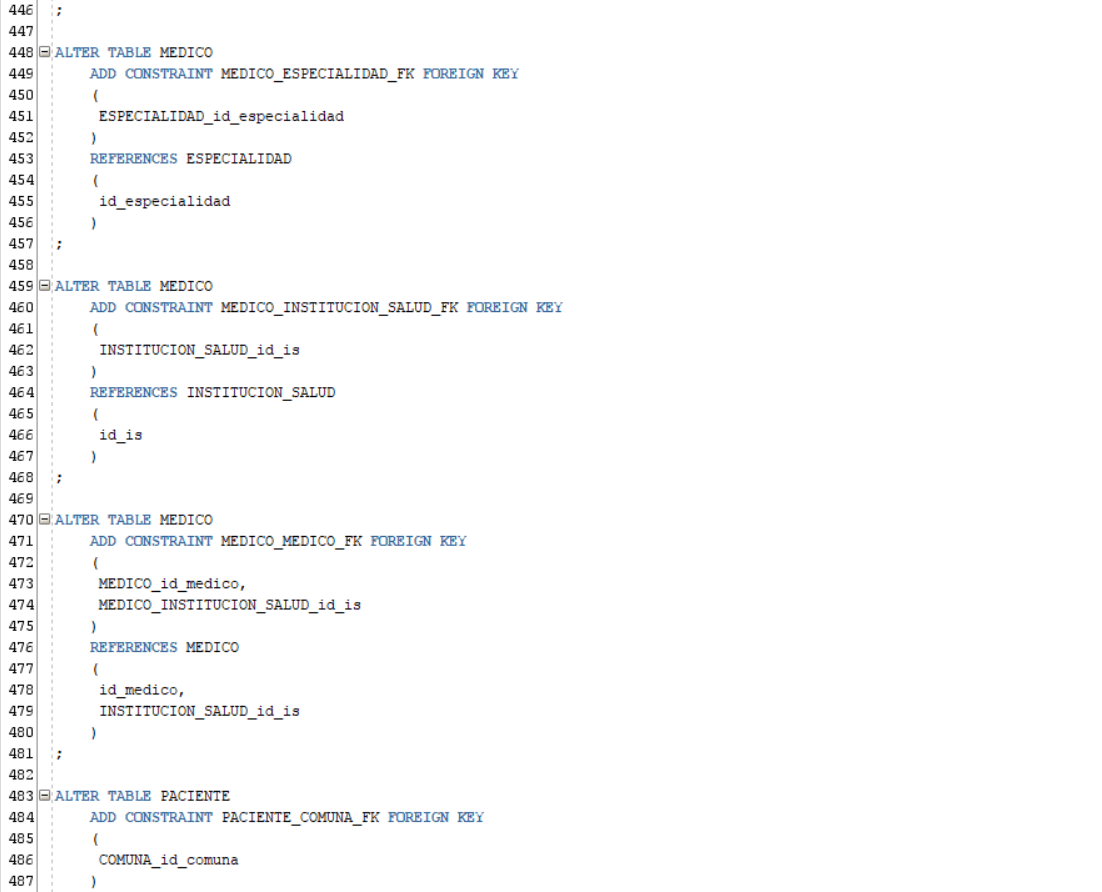 446 ;
447
448 ALTER TABLE MEDICO
449 ADD CONSTRAINT MEDICO_ESPECIALIDAD_FK FOREIGN KEY
450 (
451 ESPECIALIDAD_id_especialidad
452 )
453 REFERENCES ESPECIALIDAD
454 (
455 id_especialidad
456 )
457 ;
458
459 ALTER TABLE MEDICO
460 ADD CONSTRAINT MEDICO_INSTITUCION_SALUD_FK FOREIGN KEY
461 (
462 INSTITUCION_SALUD_id_is
463 )
464 REFERENCES INSTITUCION_SALUD
465 (
466 id_is
467 )
468 ;
469
470 ALTER TABLE MEDICO
471 ADD CONSTRAINT MEDICO_MEDICO_FK FOREIGN KEY
472 (
473 MEDICO_id_medico,
474 MEDICO_INSTITUCION_SALUD_id_is
475 )
476 REFERENCES MEDICO
477 (
478 id_medico,
479 INSTITUCION_SALUD_id_is
480 )
481 ;
482
483 ALTER TABLE PACIENTE
484 ADD CONSTRAINT PACIENTE_COMUNA_FK FOREIGN KEY
485 (
486 COMUNA_id_comuna
487 )